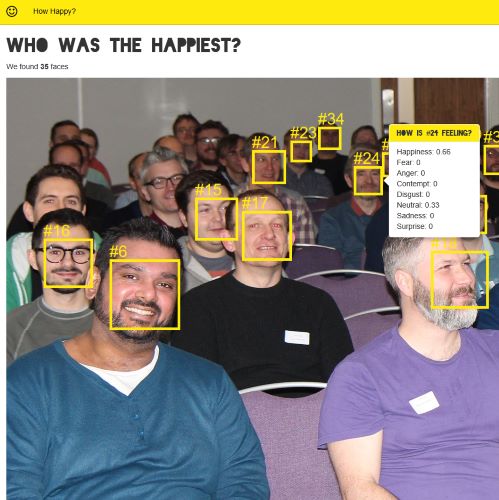 How Happy?
WHO WAS THE HAPPIEST?
We found 35 faces
#34
#23
#21
HOW IS #24 FEELING?
Happiness: 0.66
Fear: 0
Anger: 0
Contempt: 0
Disgust: 0
Neutral: 0.33
Sadness: 0
Surprise: 0
#24
#15
#17
#16
#6